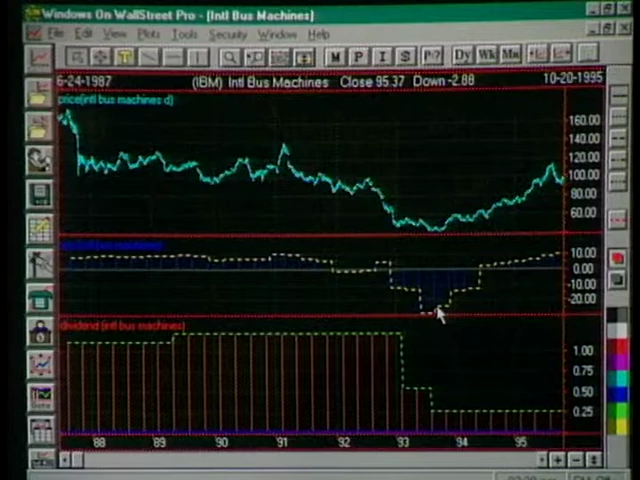 Windows On WallStreet Pro - [Intl Bus Machines]
File Edit View Plots Tools Security Window Help
M P I S P:? Dy Wk Mn
6-24-1987 (IBM) Intl Bus Machines Close 95.37 Down -2.88 10-20-1995
price(intl bus machines d)
160.00
140.00
120.00
100.00
80.00
60.00
10.00
0.00
-10.00
-20.00
dividend (intl bus machines)
1.00
0.75
0.50
0.25
88 89 90 91 92 93 94 95